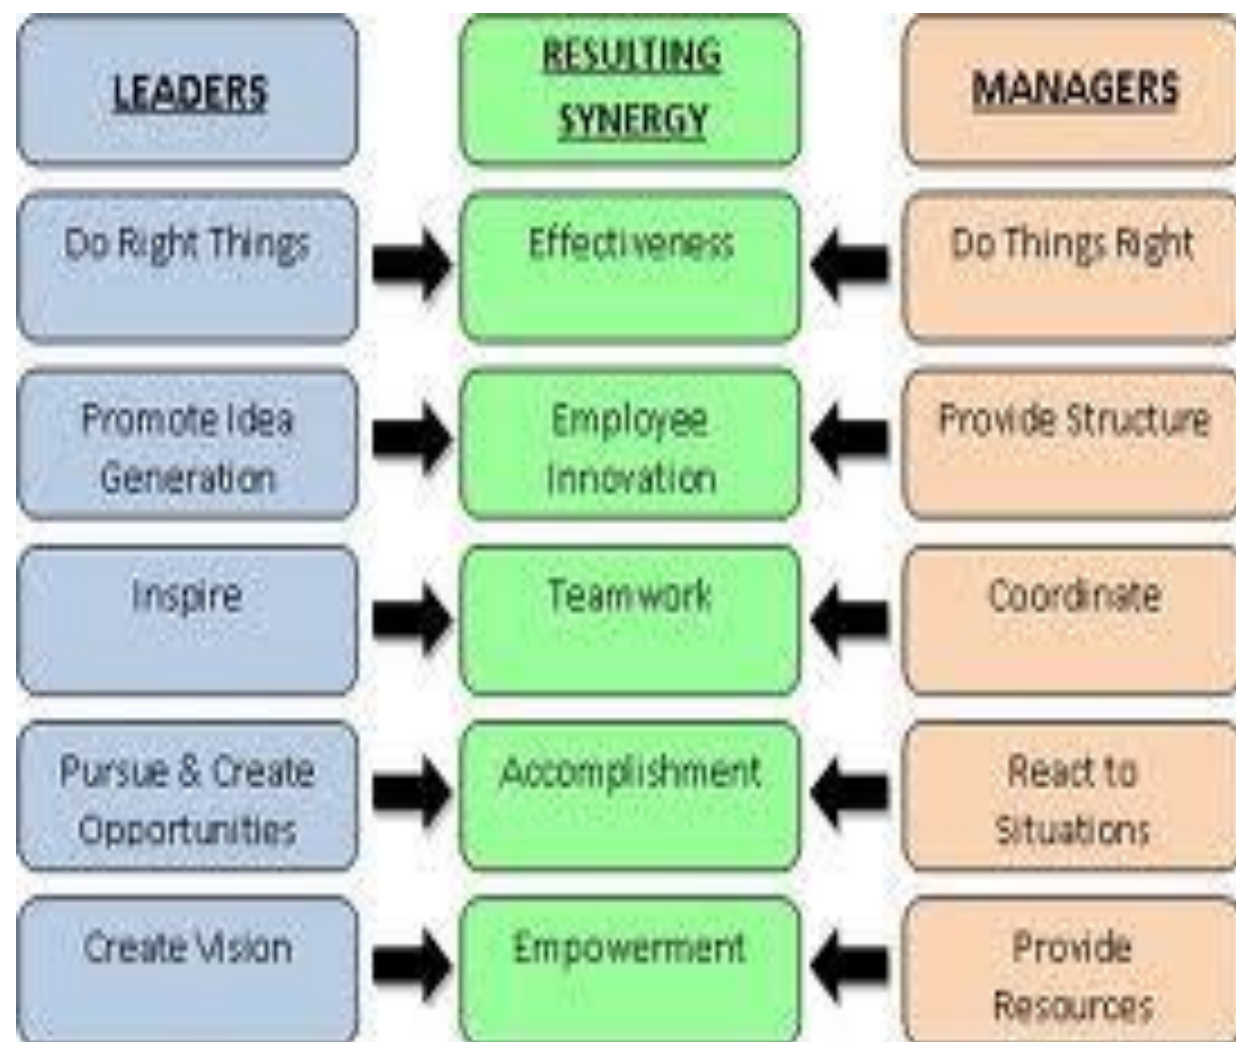 LEADERS
RESULTING
SYNERGY
MANAGERS
Do Right Things
Effectiveness
Do Things Right
Promote Idea
Generation
Employee
Innovation
Provide Structure
Inspire
Teamwork
Coordinate
Pursue & Create
Opportunities
Accomplishment
React to
Situations
Create Vision
Empowerment
Provide
Resources